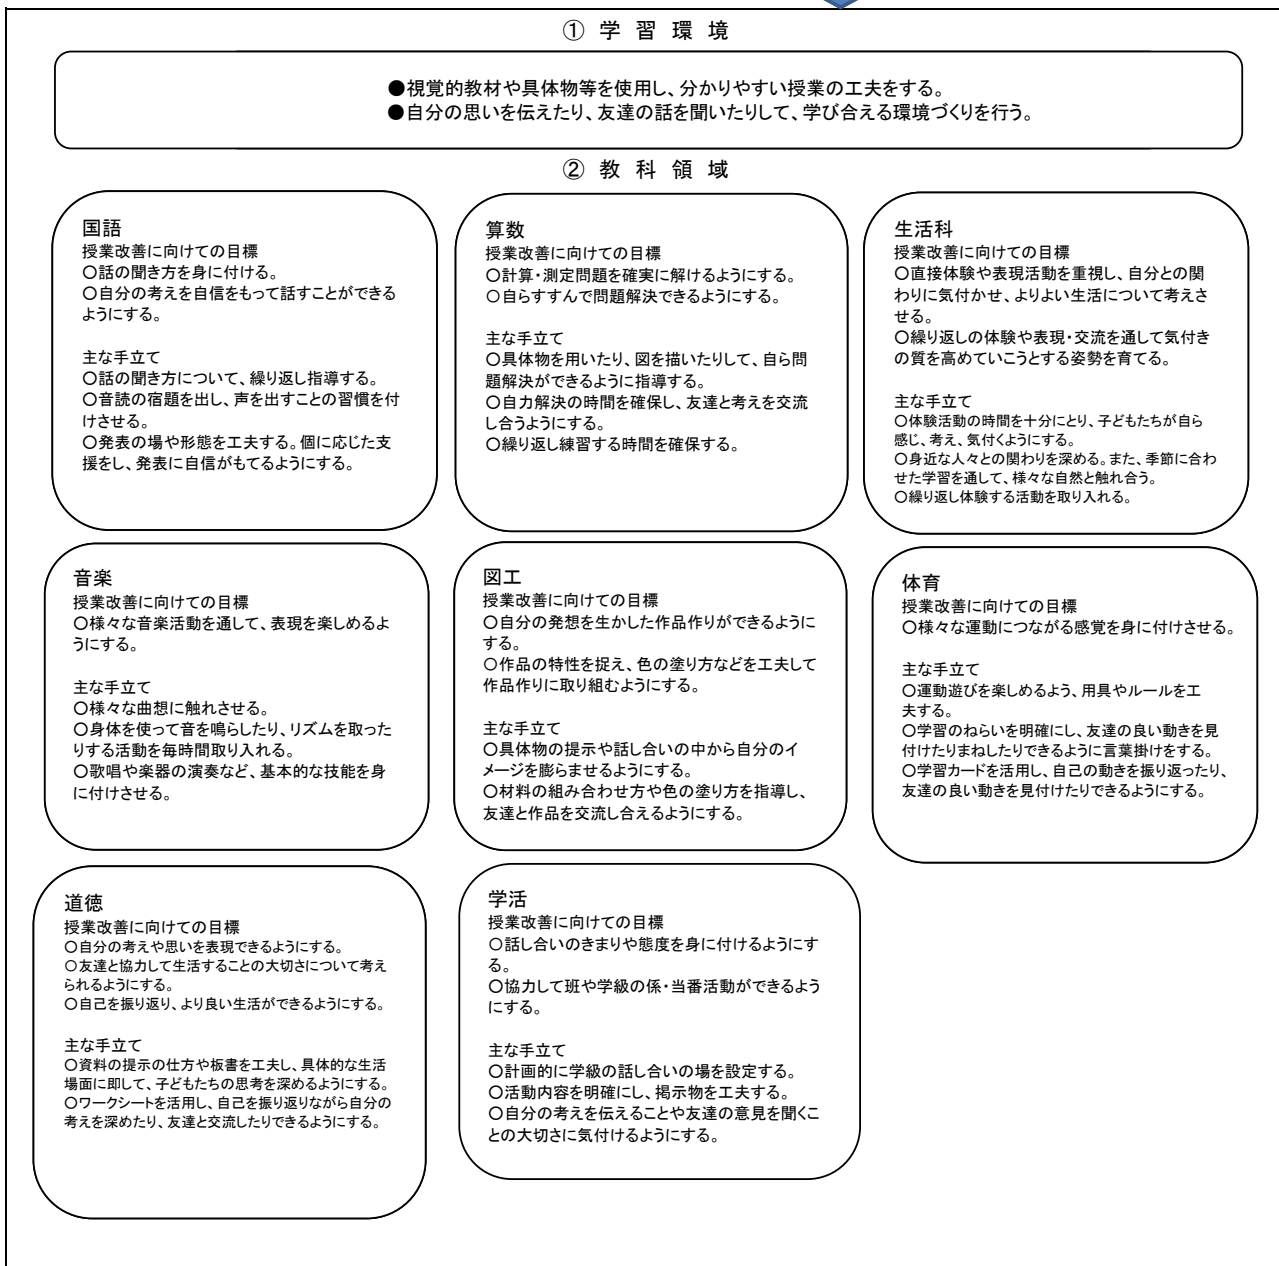 ① 学 習 環 境
●視覚的教材や具体物等を使用し、分かりやすい授業の工夫をする。
●自分の思いを伝えたり、友達の話を聞いたりして、学び合える環境づくりを行う。
② 教 科 領 域
国語
授業改善に向けての目標
○話の聞き方を身に付ける。
○自分の考えを自信をもって話すことができる
ようにする。
主な手立て
○話の聞き方について、繰り返し指導する。
○音読の宿題を出し、声を出すことの習慣を付
けさせる。
○発表の場や形態を工夫する。個に応じた支
援をし、発表に自信がもてるようにする。
算数
授業改善に向けての目標
○計算・測定問題を確実に解けるようにする。
○自らすすんで問題解決できるようにする。
主な手立て
○具体物を用いたり、図を描いたりして、自ら問
題解決ができるように指導する。
○自力解決の時間を確保し、友達と考えを交流
し合うようにする。
○繰り返し練習する時間を確保する。
生活科
授業改善に向けての目標
○直接体験や表現活動を重視し、自分との関
わりに気付かせ、よりよい生活について考えさ
せる。
○繰り返しの体験や表現・交流を通して気付き
の質を高めていこうとする姿勢を育てる。
主な手立て
○体験活動の時間を十分にとり、子どもたちが自ら
感じ、考え、気付くようにする。
○身近な人々との関わりを深める。また、季節に合わ
せた学習を通して、様々な自然と触れ合う。
○繰り返し体験する活動を取り入れる。
音楽
授業改善に向けての目標
○様々な音楽活動を通して、表現を楽しめるよ
うにする。
主な手立て
○様々な曲想に触れさせる。
○身体を使って音を鳴らしたり、リズムを取った
りする活動を毎時間取り入れる。
○歌唱や楽器の演奏など、基本的な技能を身
に付けさせる。
図工
授業改善に向けての目標
○自分の発想を生かした作品作りができるように
する。
○作品の特性を捉え、色の塗り方などを工夫して
作品作りに取り組むようにする。
主な手立て
○具体物の提示や話し合いの中から自分のイ
メージを膨らませるようにする。
○材料の組み合わせ方や色の塗り方を指導し、
友達と作品を交流し合えるようにする。
体育
授業改善に向けての目標
○様々な運動につながる感覚を身に付けさせる。
主な手立て
○運動遊びを楽しめるよう、用具やルールを工
夫する。
○学習のねらいを明確にし、友達の良い動きを見
付けたりまねしたりできるように言葉掛けをする。
○学習カードを活用し、自己の動きを振り返ったり、
友達の良い動きを見付けたりできるようにする。
道徳
授業改善に向けての目標
○自分の考えや思いを表現できるようにする。
○友達と協力して生活することの大切さについて考え
られるようにする。
○自己を振り返り、より良い生活ができるようにする。
主な手立て
○資料の提示の仕方や板書を工夫し、具体的な生活
場面に即して、子どもたちの思考を深めるようにする。
○ワークシートを活用し、自己を振り返りながら自分の
考えを深めたり、友達と交流したりできるようにする。
学活
授業改善に向けての目標
○話し合いのきまりや態度を身に付けるようにす
る。
○協力して班や学級の係・当番活動ができるよう
にする。
主な手立て
○計画的に学級の話し合いの場を設定する。
○活動内容を明確にし、掲示物を工夫する。
○自分の考えを伝えることや友達の意見を聞くこ
との大切さに気付けるようにする。